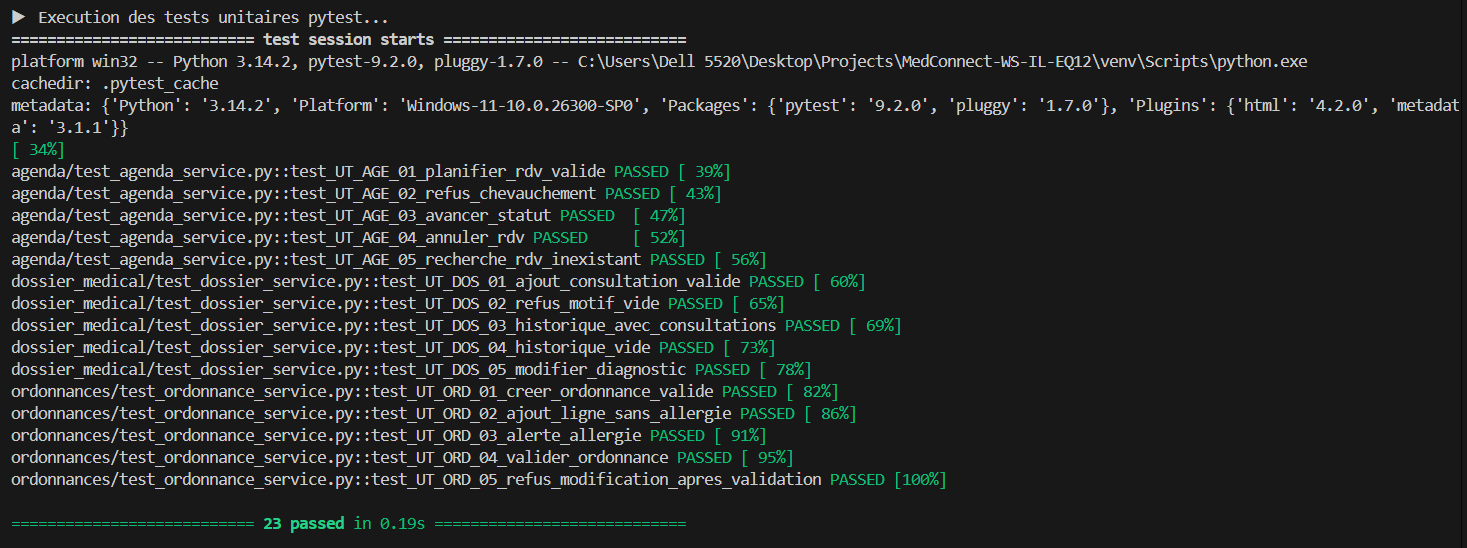 ▶ Execution des tests unitaires pytest...
=========================== test session starts ===========================
platform win32 -- Python 3.14.2, pytest-9.2.0, pluggy-1.7.0 -- C:\Users\Dell 5520\Desktop\Projects\MedConnect-WS-IL-EQ12\venv\Scripts\python.exe
cachedir: .pytest_cache
metadata: {'Python': '3.14.2', 'Platform': 'Windows-11-10.0.26300-SP0', 'Packages': {'pytest': '9.2.0', 'pluggy': '1.7.0'}, 'Plugins': {'html': '4.2.0', 'metadat
a': '3.1.1'}}
[ 34%]
agenda/test_agenda_service.py::test_UT_AGE_01_planifier_rdv_valide PASSED [ 39%]
agenda/test_agenda_service.py::test_UT_AGE_02_refus_chevauchement PASSED [ 43%]
agenda/test_agenda_service.py::test_UT_AGE_03_avancer_statut PASSED  [ 47%]
agenda/test_agenda_service.py::test_UT_AGE_04_annuler_rdv PASSED     [ 52%]
agenda/test_agenda_service.py::test_UT_AGE_05_recherche_rdv_inexistant PASSED [ 56%]
dossier_medical/test_dossier_service.py::test_UT_DOS_01_ajout_consultation_valide PASSED [ 60%]
dossier_medical/test_dossier_service.py::test_UT_DOS_02_refus_motif_vide PASSED [ 65%]
dossier_medical/test_dossier_service.py::test_UT_DOS_03_historique_avec_consultations PASSED [ 69%]
dossier_medical/test_dossier_service.py::test_UT_DOS_04_historique_vide PASSED [ 73%]
dossier_medical/test_dossier_service.py::test_UT_DOS_05_modifier_diagnostic PASSED [ 78%]
ordonnances/test_ordonnance_service.py::test_UT_ORD_01_creer_ordonnance_valide PASSED [ 82%]
ordonnances/test_ordonnance_service.py::test_UT_ORD_02_ajout_ligne_sans_allergie PASSED [ 86%]
ordonnances/test_ordonnance_service.py::test_UT_ORD_03_alerte_allergie PASSED [ 91%]
ordonnances/test_ordonnance_service.py::test_UT_ORD_04_valider_ordonnance PASSED [ 95%]
ordonnances/test_ordonnance_service.py::test_UT_ORD_05_refus_modification_apres_validation PASSED [100%]
=========================== 23 passed in 0.19s ============================